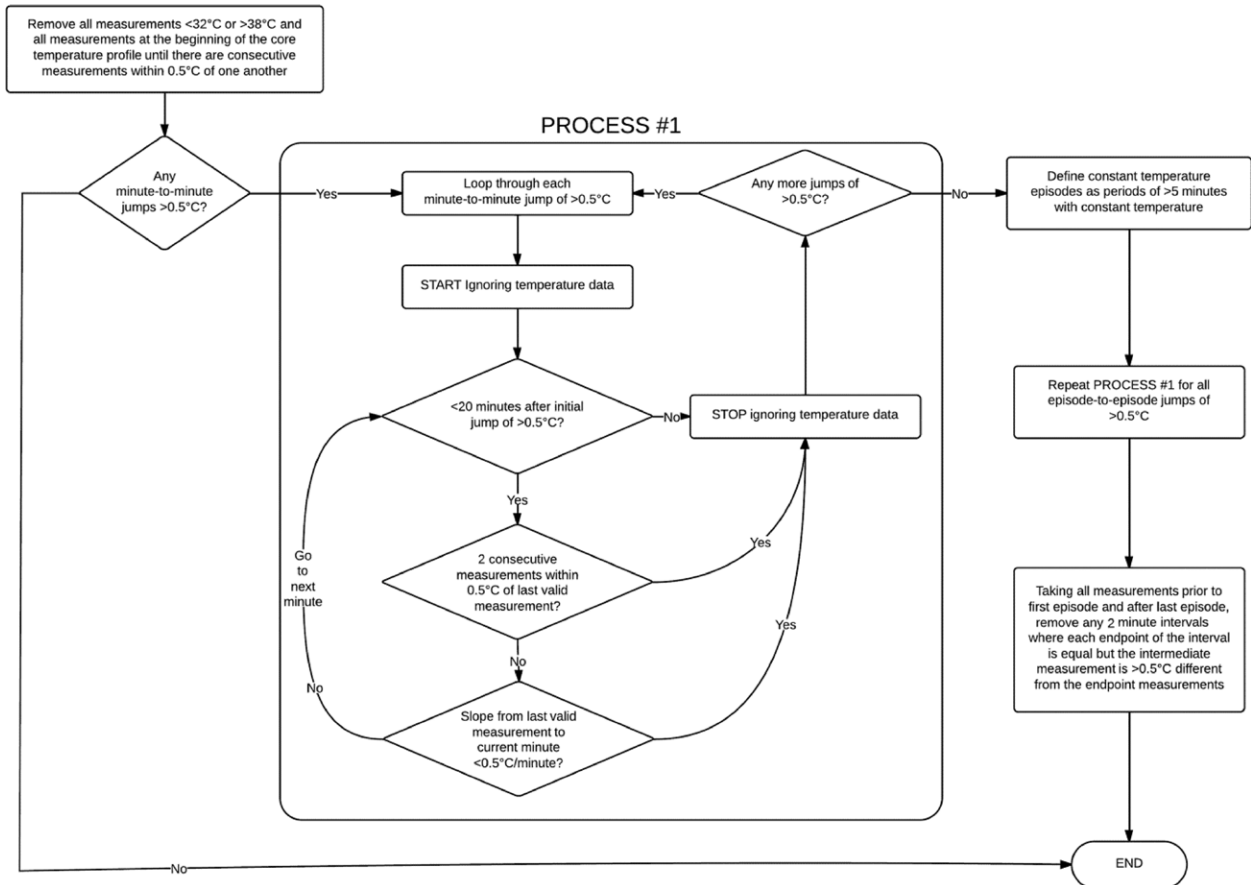 Remove all measurements <32°C or >38°C and
all measurements at the beginning of the core
temperature profile until there are consecutive
measurements within 0.5°C of one another
Any
minute-to-minute
jumps >0.5°C?
Yes
No
PROCESS #1
Loop through each
minute-to-minute jump of >0.5°C
Yes
Any more jumps of
>0.5°C?
No
START Ignoring temperature data
<20 minutes after initial
jump of >0.5°C?
No
STOP ignoring temperature data
Yes
2 consecutive
measurements within
0.5°C of last valid
measurement?
Yes
No
Slope from last valid
measurement to
current minute
<0.5°C/minute?
Yes
No
Go
to
next
minute
Define constant temperature
episodes as periods of >5 minutes
with constant temperature
Repeat PROCESS #1 for all
episode-to-episode jumps of
>0.5°C
Taking all measurements prior to
first episode and after last episode,
remove any 2 minute intervals
where each endpoint of the interval
is equal but the intermediate
measurement is >0.5°C different
from the endpoint measurements
END